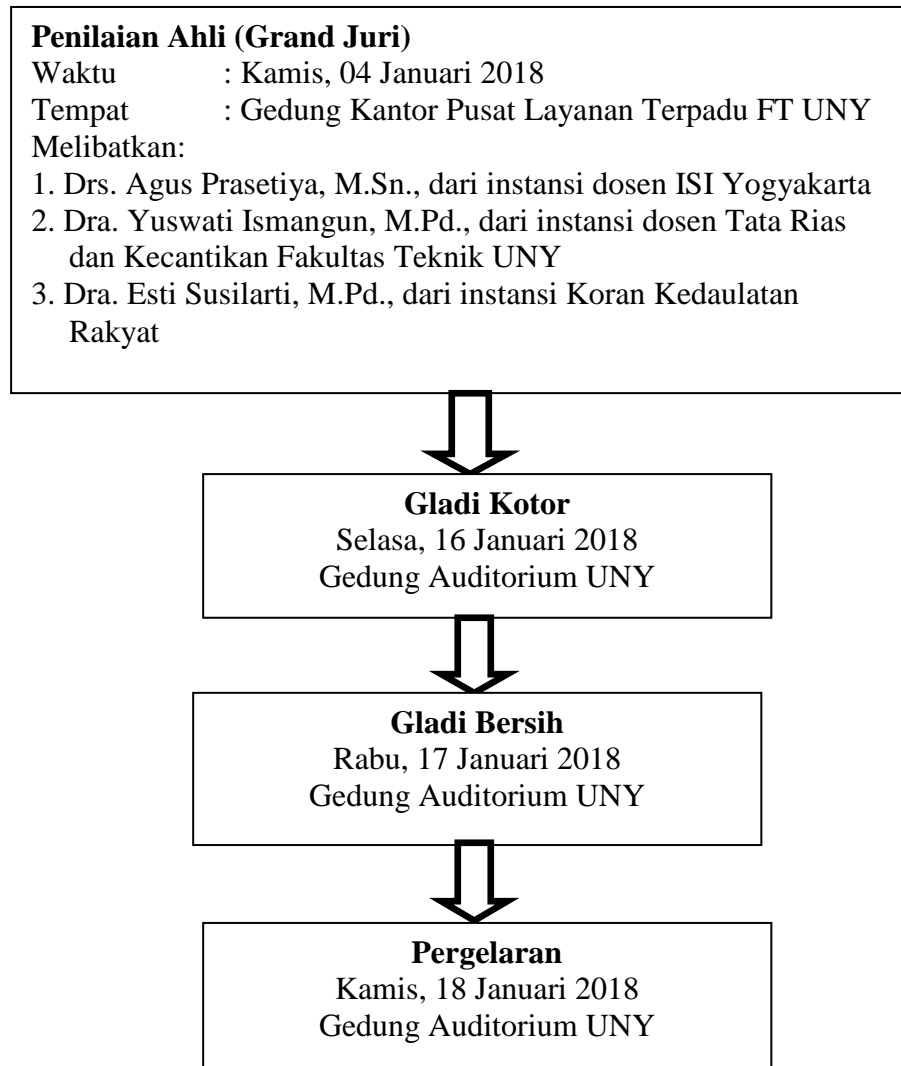 Penilaian Ahli (Grand Juri)
Waktu : Kamis, 04 Januari 2018
Tempat : Gedung Kantor Pusat Layanan Terpadu FT UNY
Melibatkan:
1. Drs. Agus Prasetiya, M.Sn., dari instansi dosen ISI Yogyakarta
2. Dra. Yuswati Ismangun, M.Pd., dari instansi dosen Tata Rias
dan Kecantikan Fakultas Teknik UNY
3. Dra. Esti Susilarti, M.Pd., dari instansi Koran Kedaulatan
Rakyat
Gladi Kotor
Selasa, 16 Januari 2018
Gedung Auditorium UNY
Gladi Bersih
Rabu, 17 Januari 2018
Gedung Auditorium UNY
Pergelaran
Kamis, 18 Januari 2018
Gedung Auditorium UNY